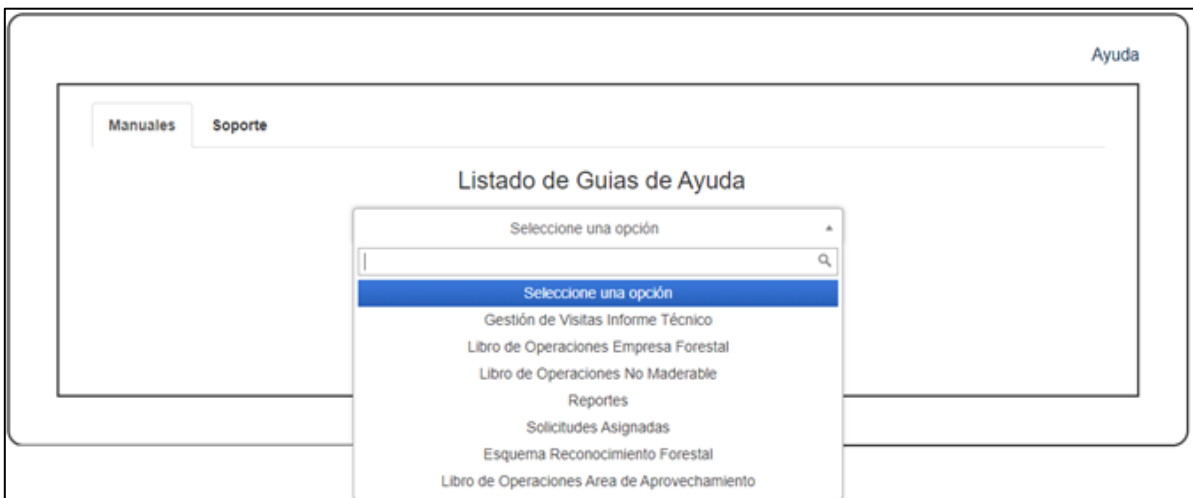 Ayuda
Manuales Soporte
Listado de Guias de Ayuda
Seleccione una opción
Seleccione una opción
Gestión de Visitas Informe Técnico
Libro de Operaciones Empresa Forestal
Libro de Operaciones No Maderable
Reportes
Solicitudes Asignadas
Esquema Reconocimiento Forestal
Libro de Operaciones Area de Aprovechamiento